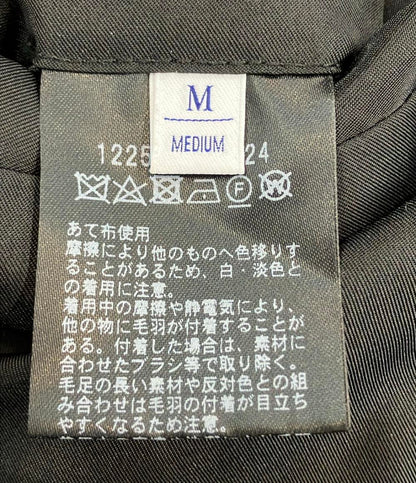 M
MEDIUM
1225 24
あて布使用
摩擦により他のものへ色移りす
ることがあるため、白・淡色と
の着用に注意。
着用中の摩擦や静電気により、
他の物に毛羽が付着することが
ある。付着した場合は、素材に
合わせたブラシ等で取り除く。
毛足の長い素材や反対色との組
み合わせは毛羽の付着が目立ち
やすくなるため注意